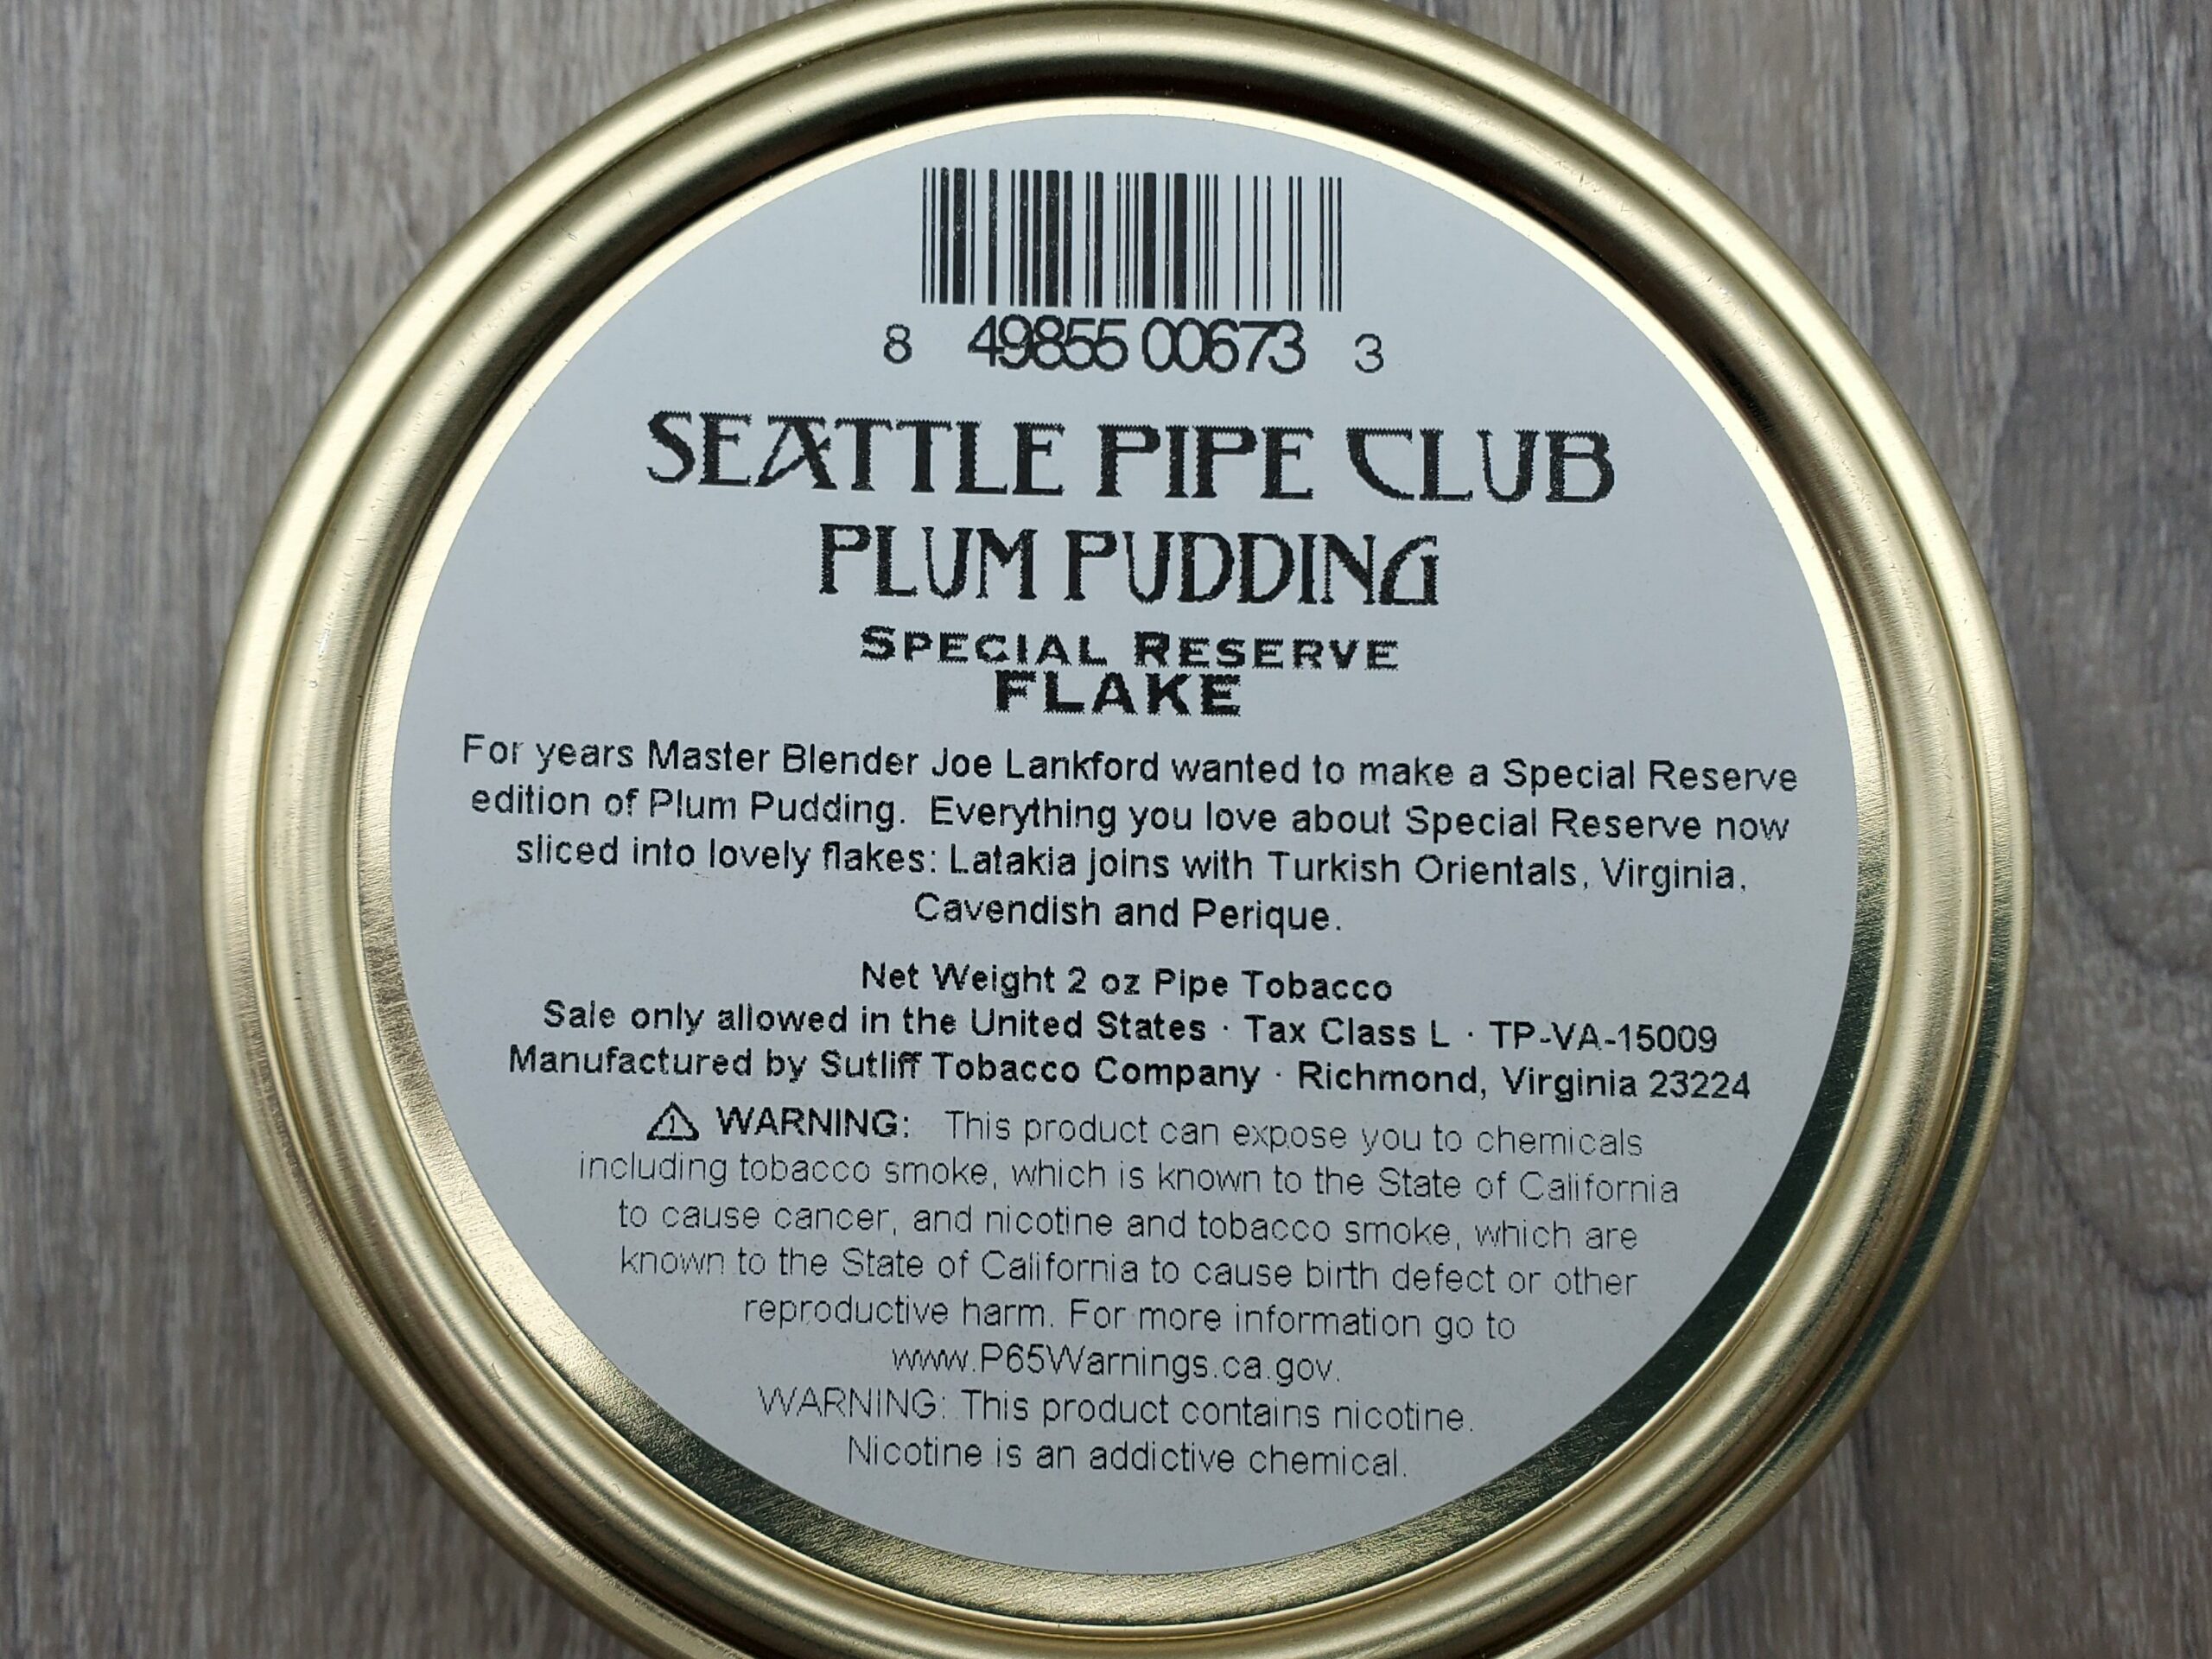 8 49855 00673 3
SEATTLE PIPE CLUB
PLUM PUDDING
SPECIAL RESERVE
FLAKE
For years Master Blender Joe Lankford wanted to make a Special Reserve
edition of Plum Pudding. Everything you love about Special Reserve now
sliced into lovely flakes: Latakia joins with Turkish Orientals, Virginia,
Cavendish and Perique.
Net Weight 2 oz Pipe Tobacco
Sale only allowed in the United States · Tax Class L · TP-VA-15009
Manufactured by Sutliff Tobacco Company · Richmond, Virginia 23224
⚠ WARNING: This product can expose you to chemicals
including tobacco smoke, which is known to the State of California
to cause cancer, and nicotine and tobacco smoke, which are
known to the State of California to cause birth defect or other
reproductive harm. For more information go to
www.P65Warnings.ca.gov.
WARNING: This product contains nicotine.
Nicotine is an addictive chemical.